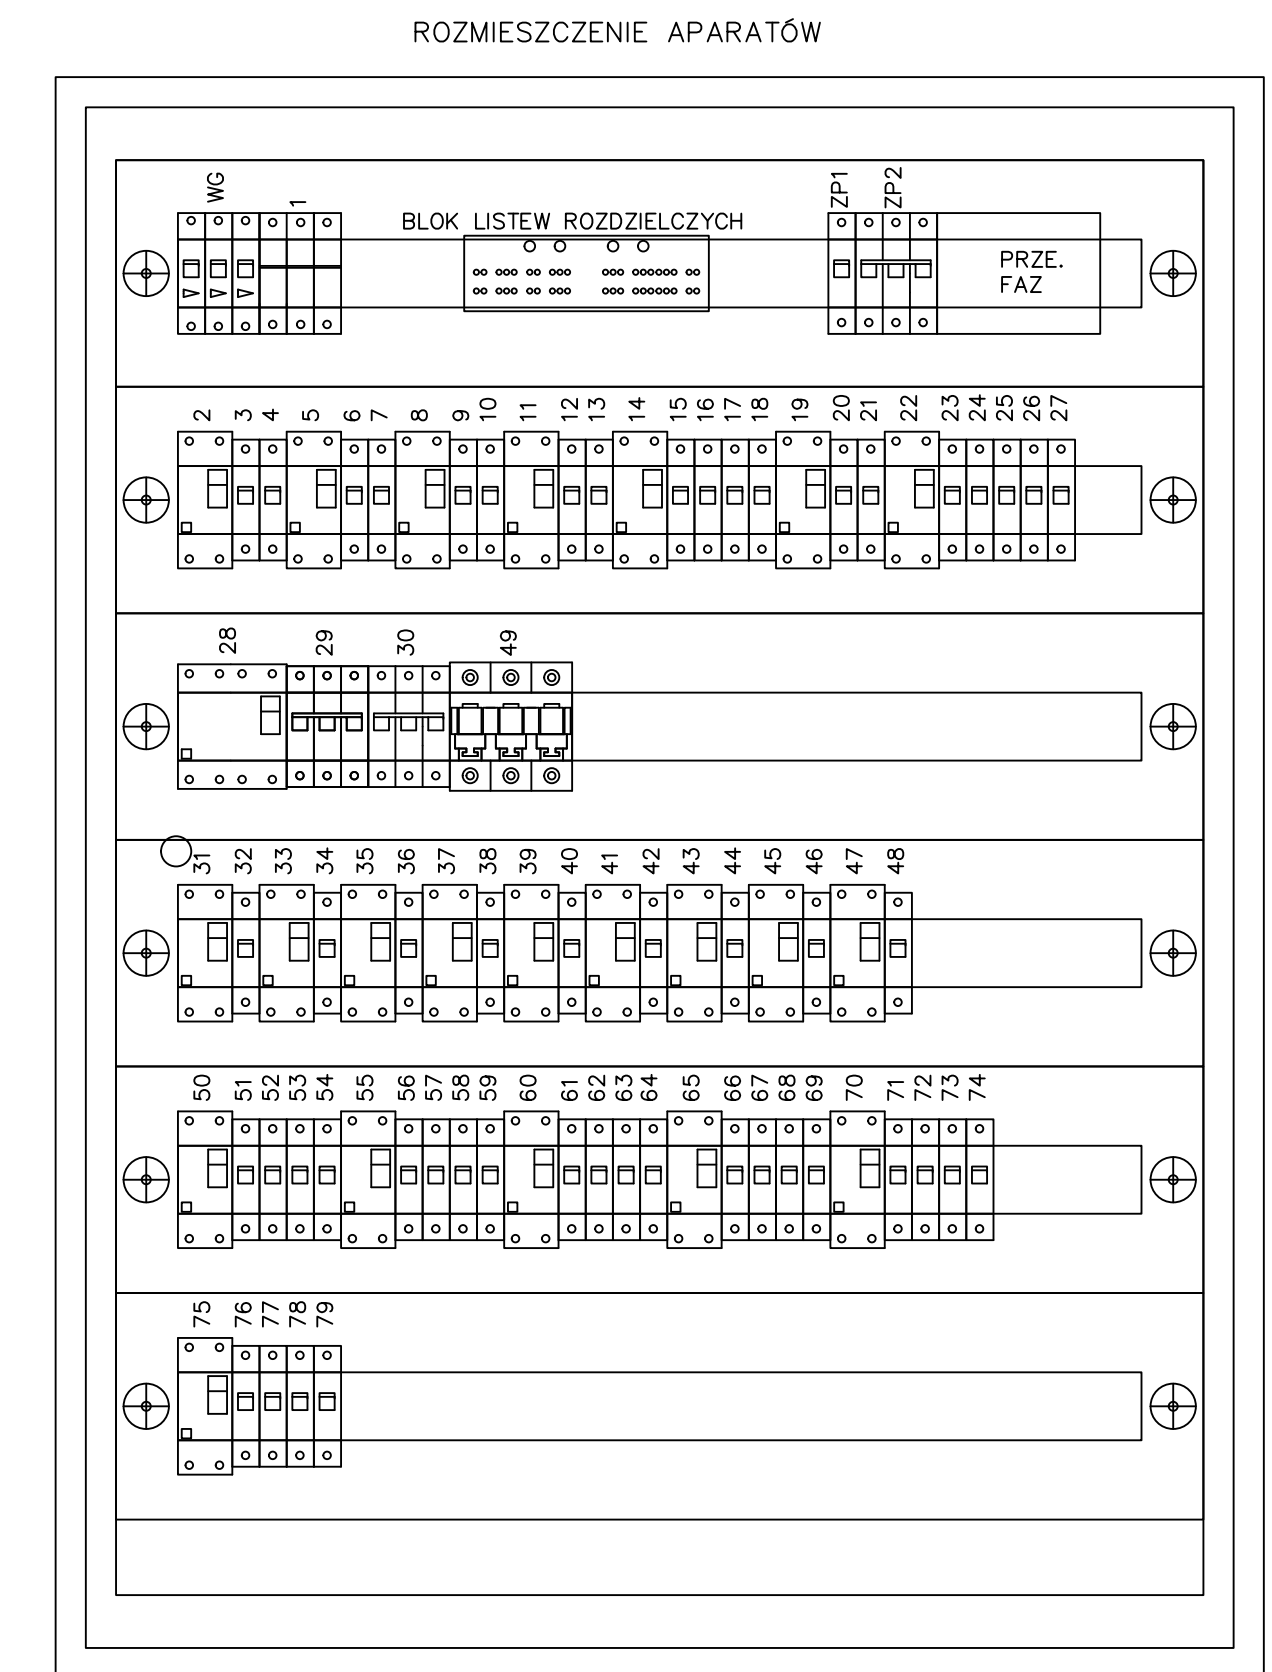 ROZMIESZCZENIE APARATÓW
WG 1 BLOK LISTEW ROZDZIELCZYCH ZP1 ZP2
PRZE.
FAZ
2 3 4 5 6 7 8 9 10 11 12 13 14 15 16 17 18 19 20 21 22 23 24 25 26 27
28 29 30 49
31 32 33 34 35 36 37 38 39 40 41 42 43 44 45 46 47 48
50 51 52 53 54 55 56 57 58 59 60 61 62 63 64 65 66 67 68 69 70 71 72 73 74
75 76 77 78 79